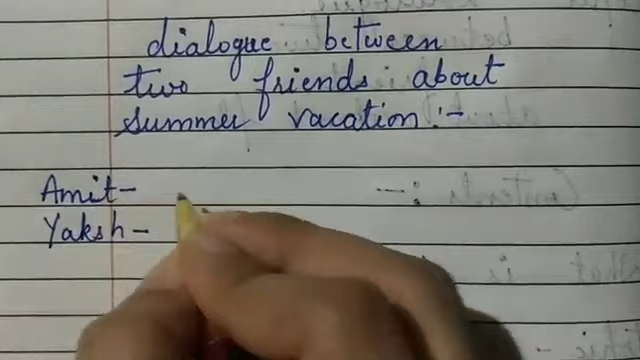 dialogue between
two friends about
summer vacation :-
Amit-
Yaksh-